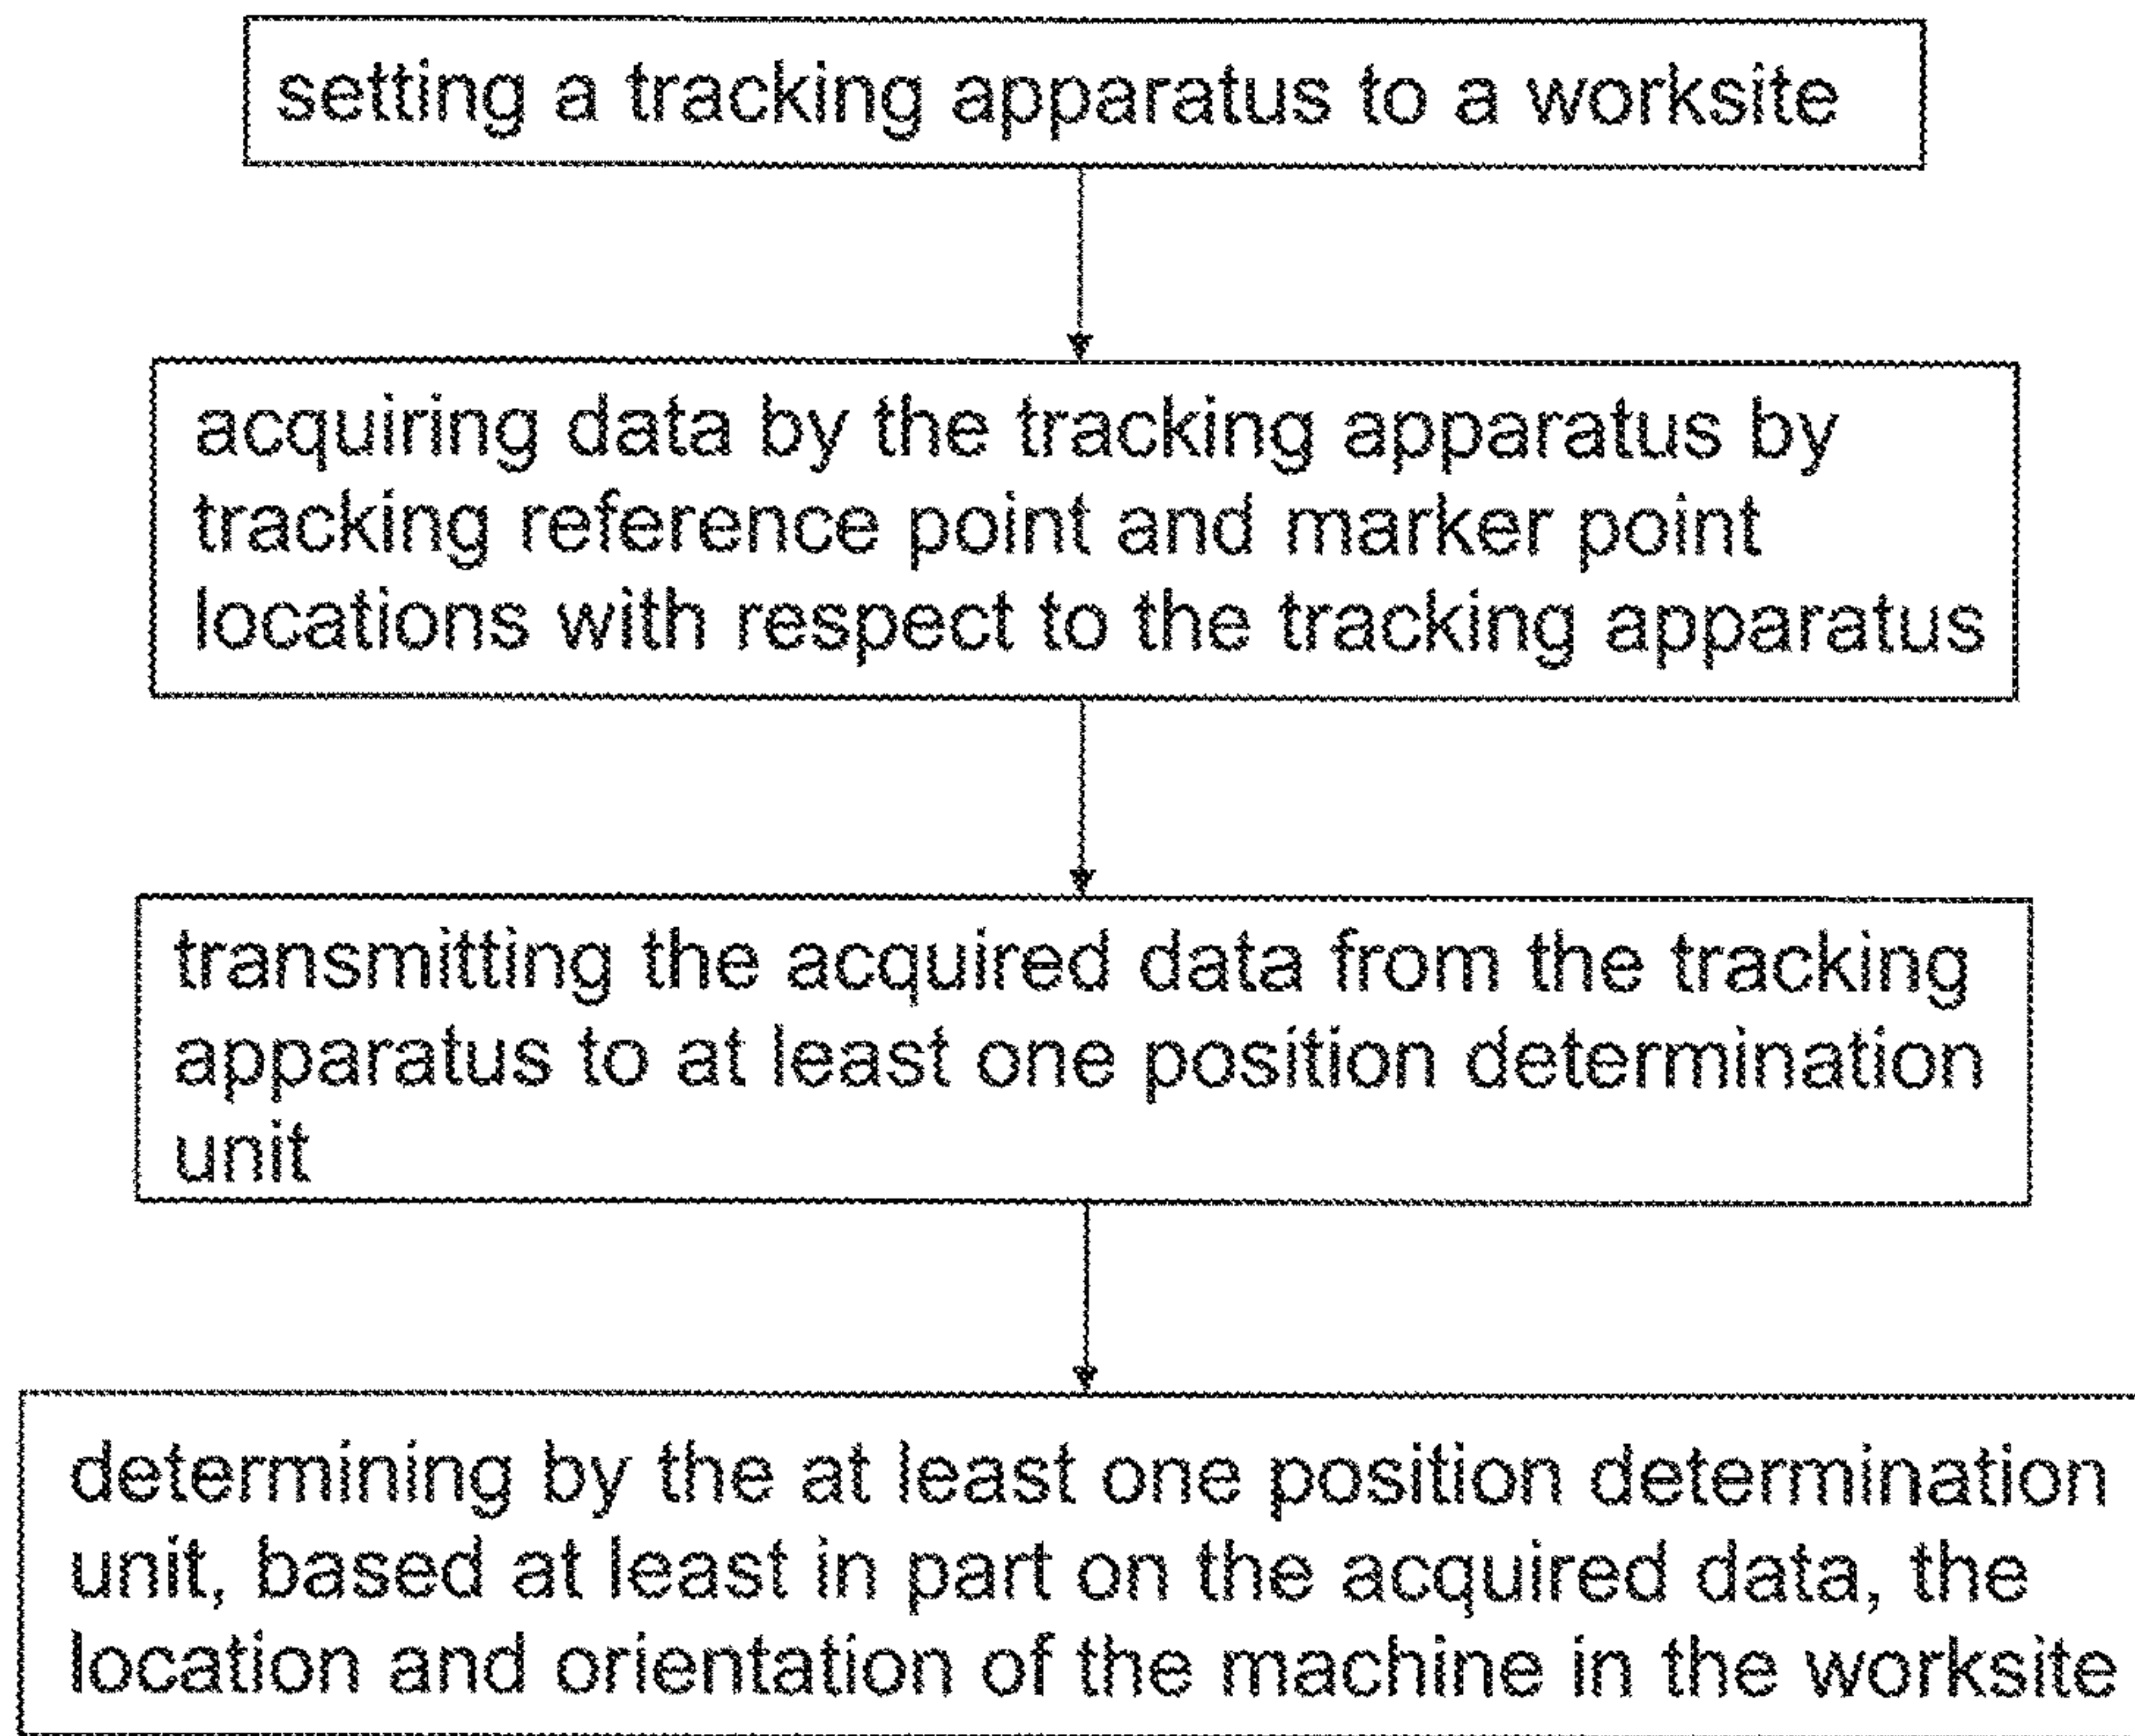 setting a tracking apparatus to a worksite
acquiring data by the tracking apparatus by
tracking reference point and marker point
locations with respect to the tracking apparatus
transmitting the acquired data from the tracking
apparatus to at least one position determination
unit
determining by the at least one position determination
unit, based at least in part on the acquired data, the
location and orientation of the machine in the worksite